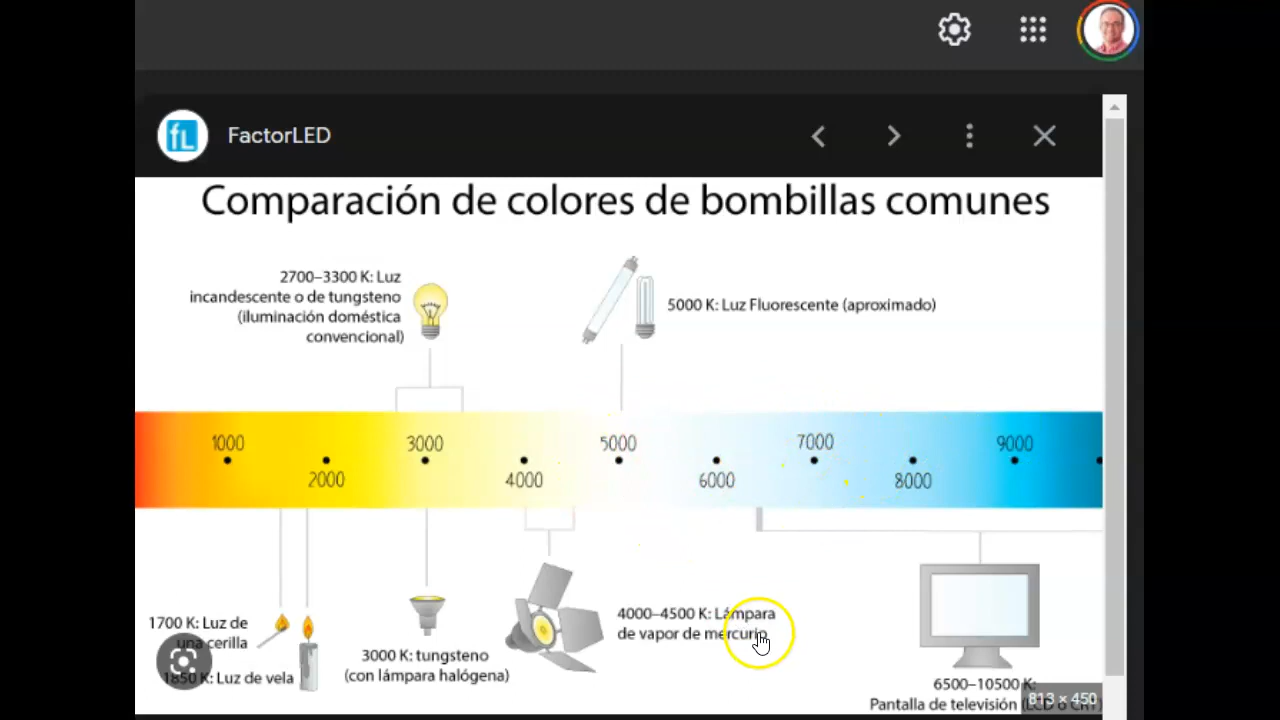 FactorLED
Comparación de colores de bombillas comunes
2700–3300 K: Luz
incandescente o de tungsteno
(iluminación doméstica
convencional)
5000 K: Luz Fluorescente (aproximado)
1000
3000
5000
7000
9000
2000
4000
6000
8000
1700 K: Luz de
una cerilla
1850 K: Luz de vela
3000 K: tungsteno
(con lámpara halógena)
4000–4500 K: Lámpara
de vapor de mercurio
6500–10500 K:
Pantalla de televisión (LCD o CRT)
813 × 450